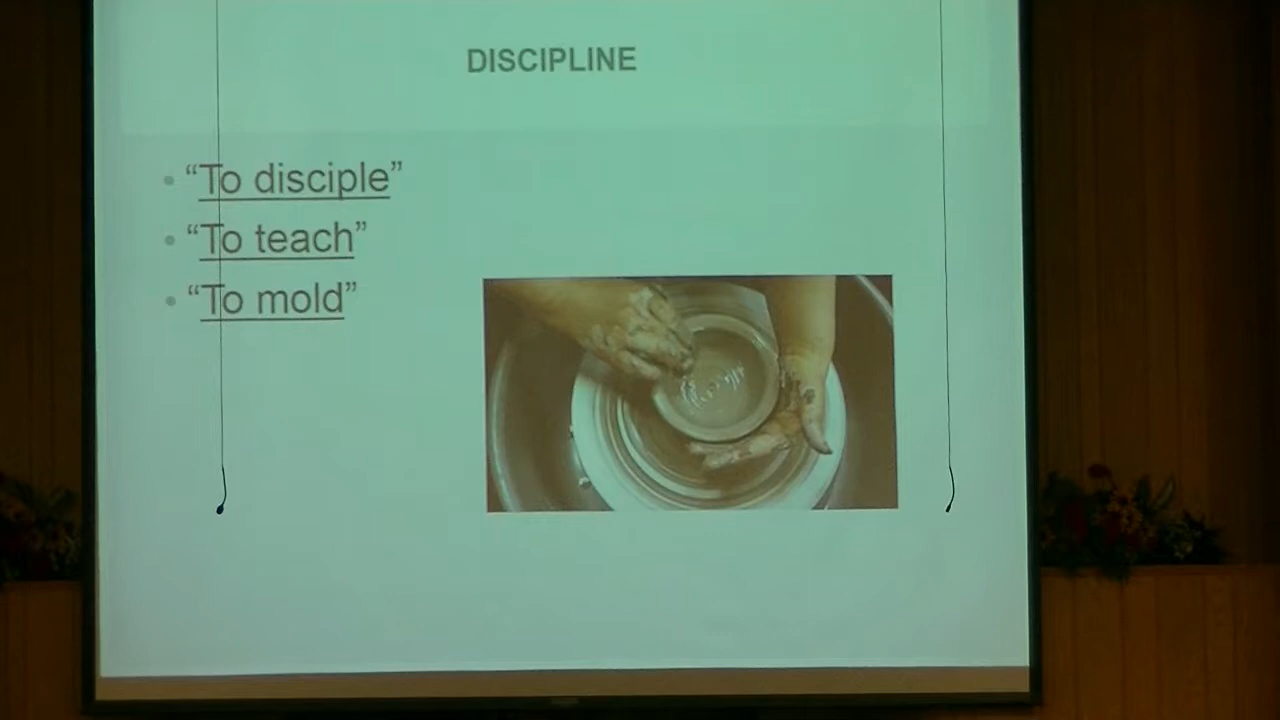 DISCIPLINE
• “To disciple”
• “To teach”
• “To mold”